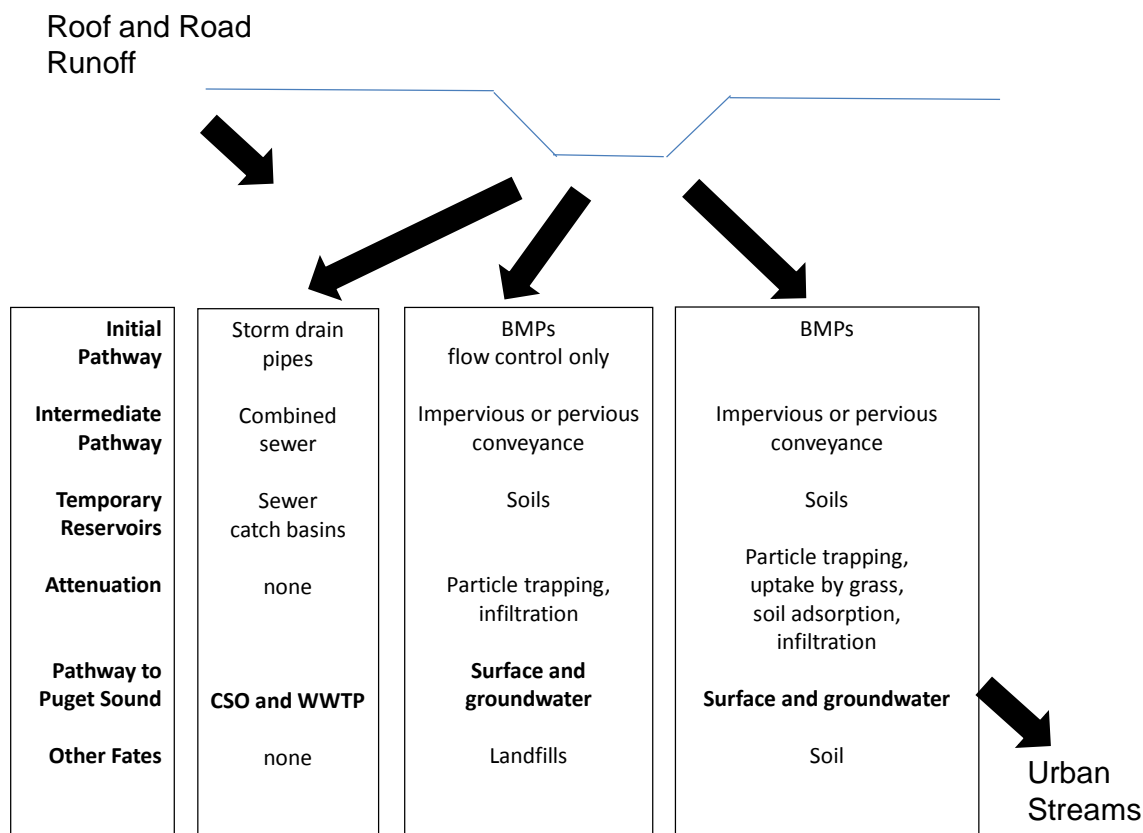 Roof and Road
Runoff
Initial
Pathway
Storm drain
pipes
BMPs
flow control only
BMPs
Intermediate
Pathway
Combined
sewer
Impervious or pervious
conveyance
Impervious or pervious
conveyance
Temporary
Reservoirs
Sewer
catch basins
Soils
Soils
Attenuation
none
Particle trapping,
infiltration
Particle trapping,
uptake by grass,
soil adsorption,
infiltration
Pathway to
Puget Sound
CSO and WWTP
Surface and
groundwater
Surface and groundwater
Other Fates
none
Landfills
Soil
Urban
Streams